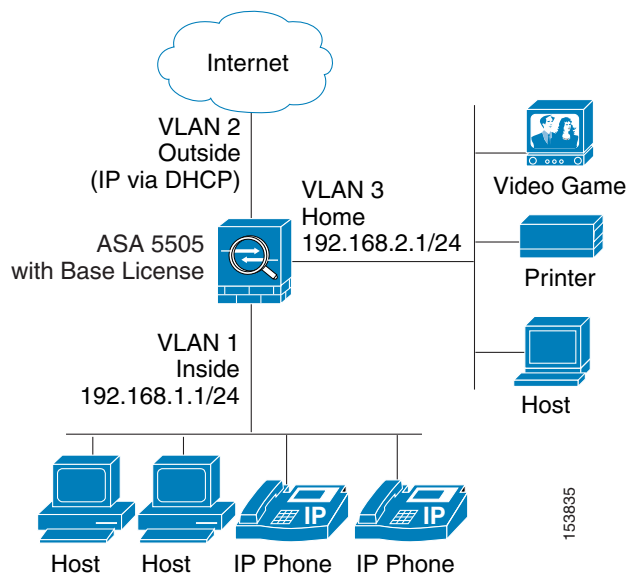 Internet
VLAN 2
Outside
(IP via DHCP)
VLAN 3
Home
192.168.2.1/24
Video Game
ASA 5505
with Base License
Printer
VLAN 1
Inside
192.168.1.1/24
Host
IP
IP
Host
Host
IP Phone
IP Phone
153835